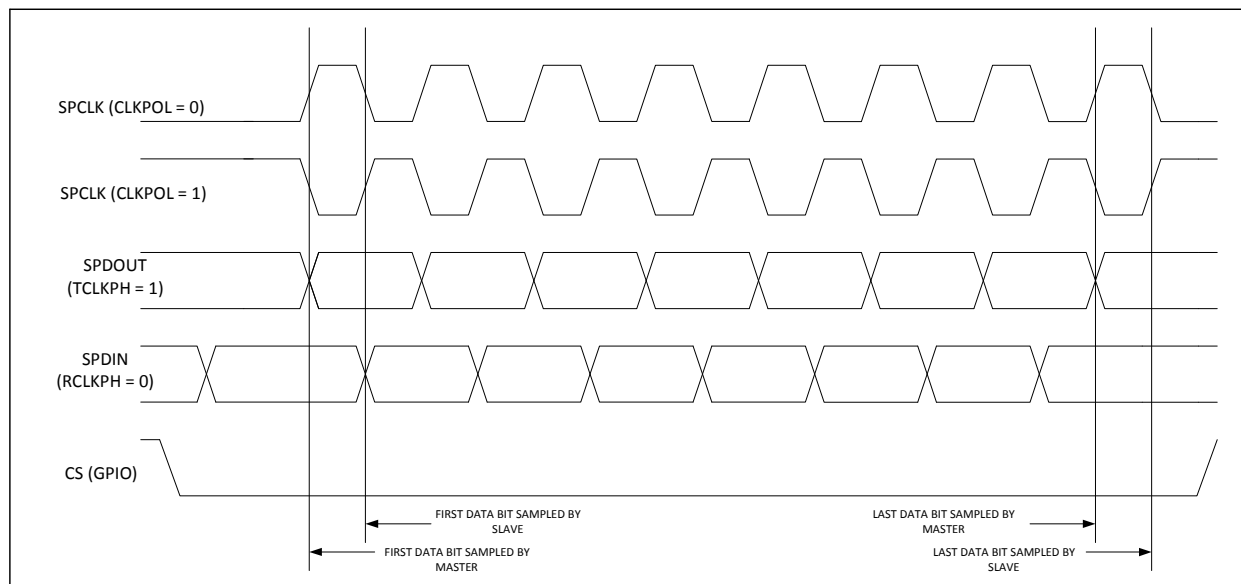 SPCLK (CLKPOL = 0)
SPCLK (CLKPOL = 1)
SPDOUT
(TCLKPH = 1)
SPDIN
(RCLKPH = 0)
CS (GPIO)
FIRST DATA BIT SAMPLED BY
SLAVE
LAST DATA BIT SAMPLED BY
MASTER
FIRST DATA BIT SAMPLED BY
MASTER
LAST DATA BIT SAMPLED BY
SLAVE